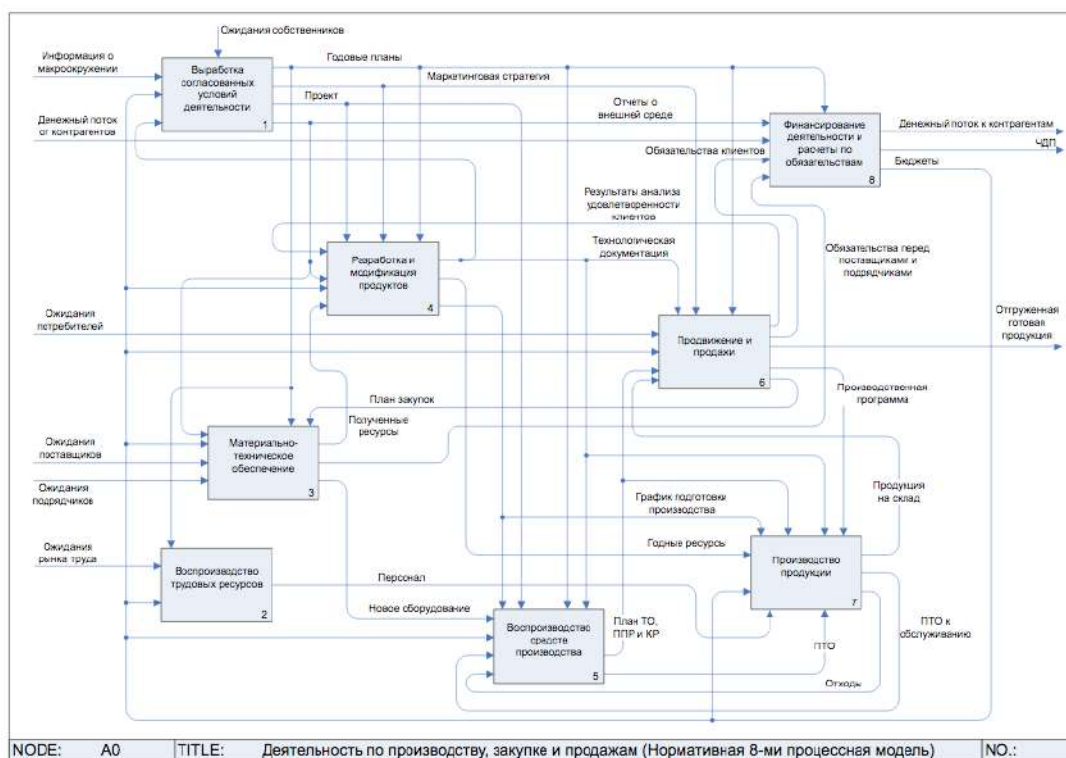 Ожидания собственников
Информация о
макроокружении
Выработка
согласованных
условий
деятельности
1
Годовые планы
Маркетинговая стратегия
Проект
Отчеты о
внешней среде
Денежный поток
от контрагентов
Финансирование
деятельности и
расчеты по
обязательствам
8
Денежный поток к контрагентам
ЧДП
Бюджеты
Обязательства клиентов
Результаты анализа
удовлетворенности
клиентов
Технологическая
документация
Обязательства перед
поставщиками и
подрядчиками
Разработка и
модификация
продуктов
4
Ожидания
потребителей
Продвижение и
продажи
6
Отгруженная
готовая
продукция
План закупок
Полученные
ресурсы
Производственная
программа
Ожидания
поставщиков
Материально-
техническое
обеспечение
3
Ожидания
подрядчиков
Продукция
на склад
График подготовки
производства
Годные ресурсы
Ожидания
рынка труда
Воспроизводство
трудовых ресурсов
2
Персонал
Производство
продукции
7
Новое оборудование
План ТО,
ППР и КР
Воспроизводство
средств
производства
5
ПТО
ПТО к
обслуживанию
Отходы
NODE: A0 TITLE: Деятельность по производству, закупке и продажам (Нормативная 8-ми процессная модель) NO.: